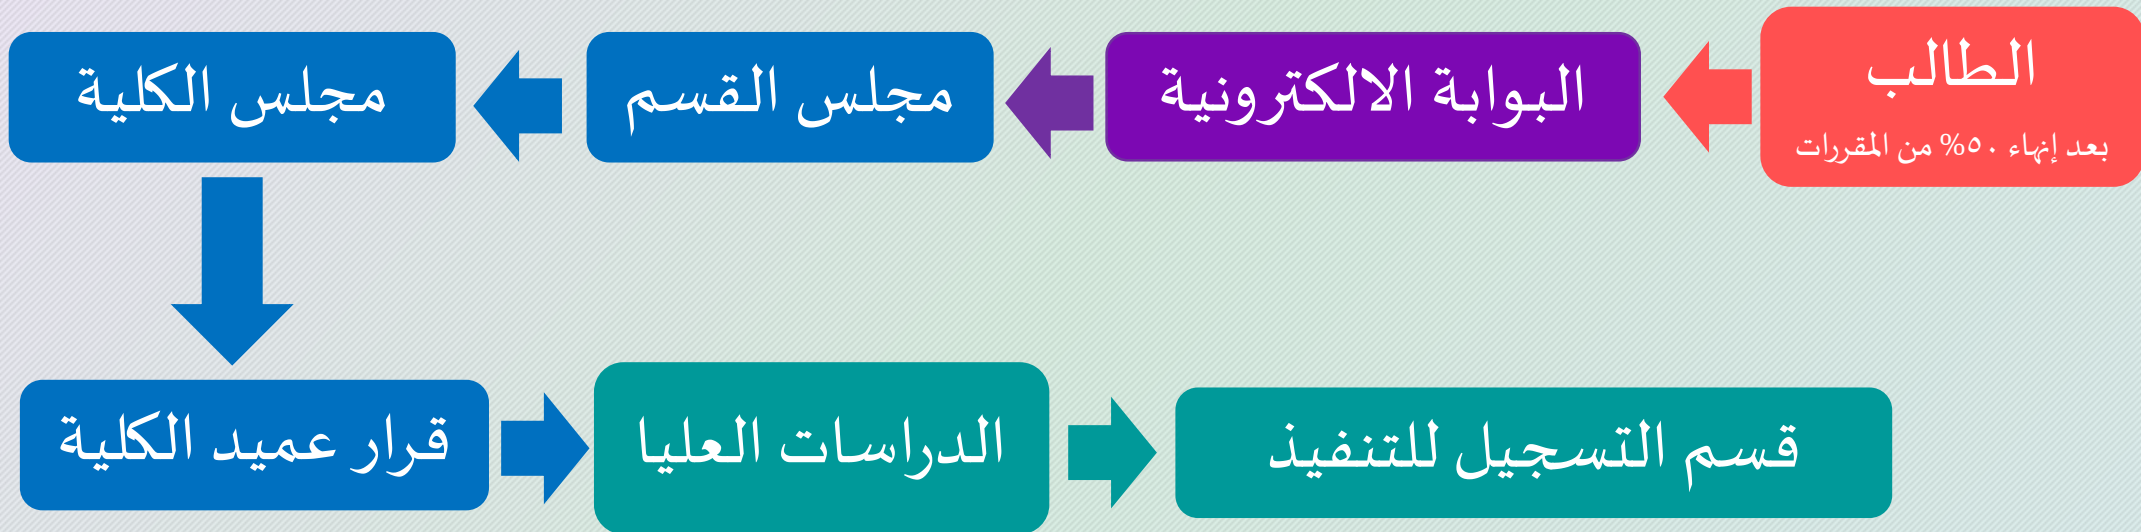 الطالب
بعد إنهاء ٥٠% من المقررات
البوابة الالكترونية
مجلس القسم
مجلس الكلية
قرار عميد الكلية
الدراسات العليا
قسم التسجيل للتنفيذ